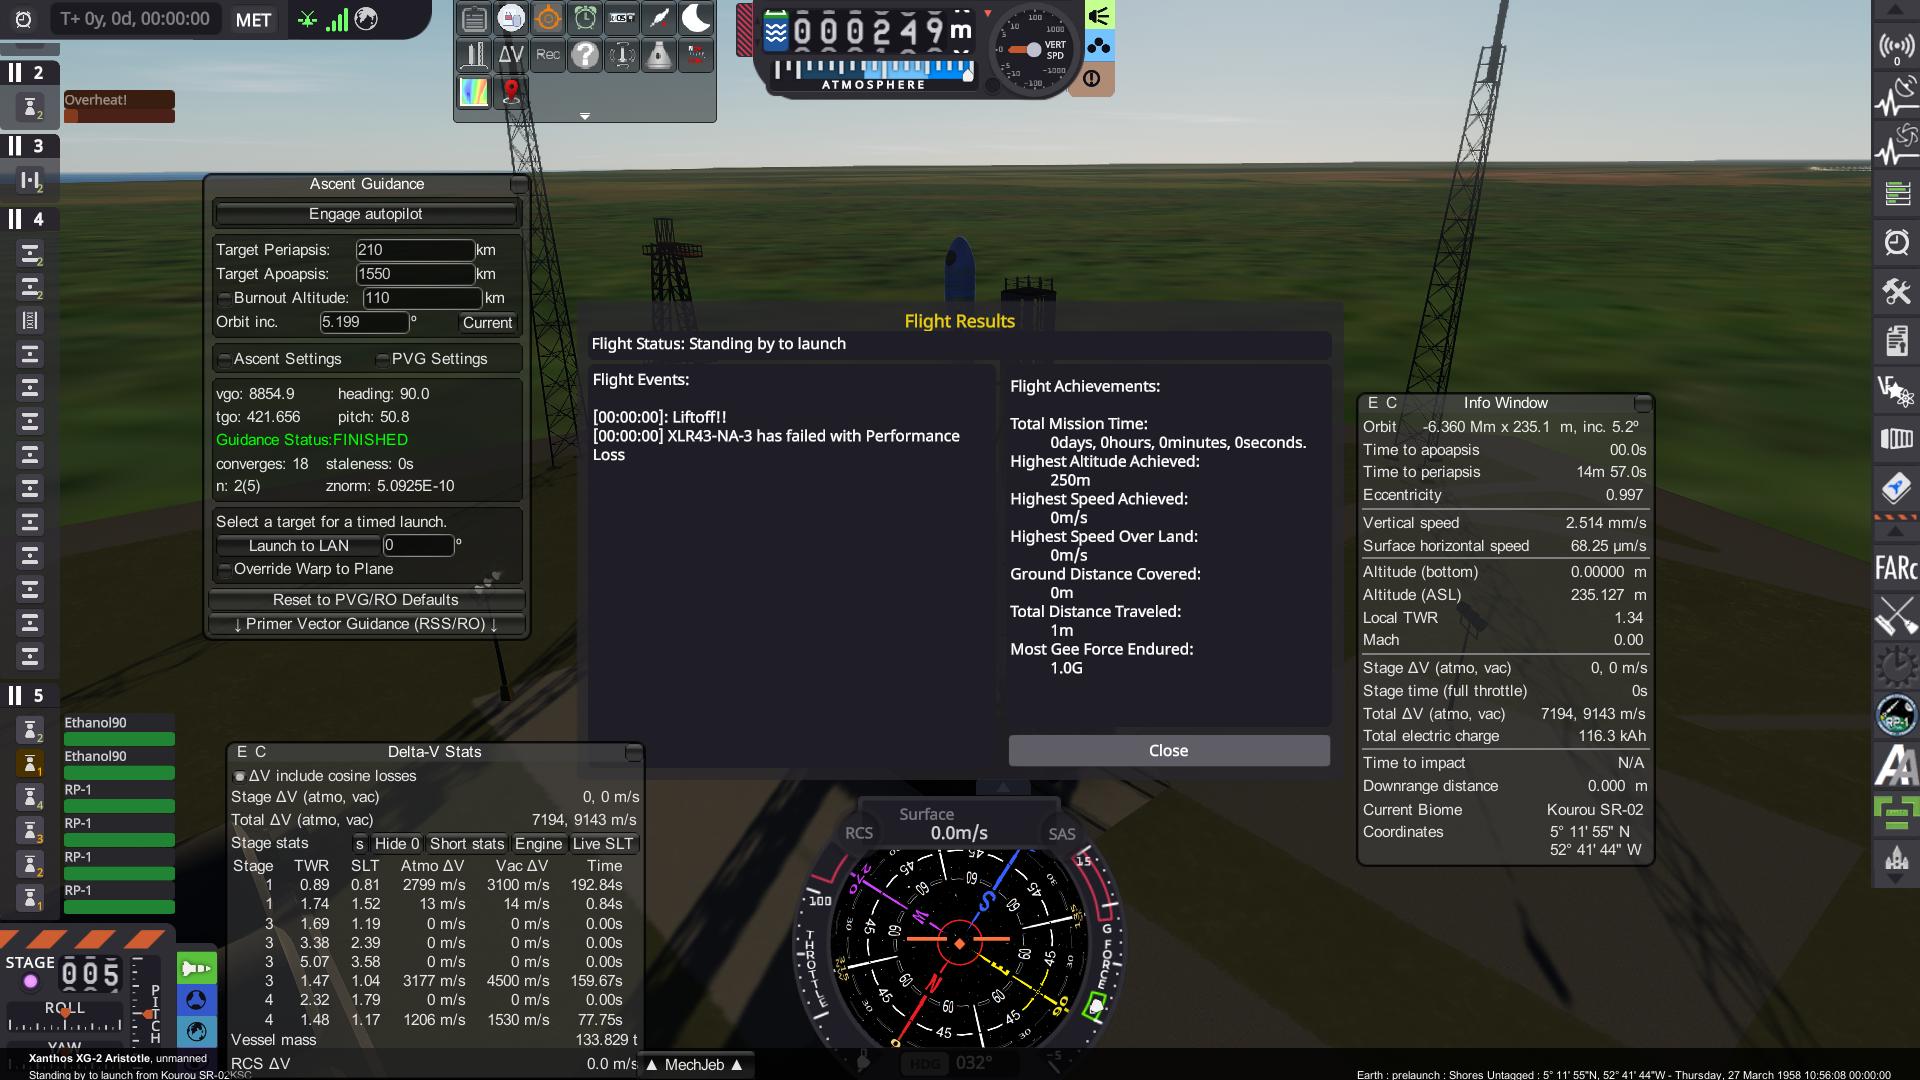 T+ 0y, 0d, 00:00:00 MET
2
Overheat!
3
4
5
Ethanol90
Ethanol90
RP-1
RP-1
RP-1
RP-1
STAGE 005
ROLL
PITCH
YAW
Xanthos XG-2 Aristotle, unmanned
Standing by to launch from Kourou SR-02
KSC
ΔV Rec ?
000249 m
ATMOSPHERE
VERT SPD
Ascent Guidance
Engage autopilot
Target Periapsis: 210 km
Target Apoapsis: 1550 km
Burnout Altitude: 110 km
Orbit inc. 5.199 º Current
Ascent Settings PVG Settings
vgo: 8854.9 heading: 90.0
tgo: 421.656 pitch: 50.8
Guidance Status:FINISHED
converges: 18 staleness: 0s
n: 2(5) znorm: 5.0925E-10
Select a target for a timed launch.
Launch to LAN 0 º
Override Warp to Plane
Reset to PVG/RO Defaults
↓ Primer Vector Guidance (RSS/RO) ↓
Flight Results
Flight Status: Standing by to launch
Flight Events:
[00:00:00]: Liftoff!!
[00:00:00] XLR43-NA-3 has failed with Performance
Loss
Flight Achievements:
Total Mission Time:
0days, 0hours, 0minutes, 0seconds.
Highest Altitude Achieved:
250m
Highest Speed Achieved:
0m/s
Highest Speed Over Land:
0m/s
Ground Distance Covered:
0m
Total Distance Traveled:
1m
Most Gee Force Endured:
1.0G
Close
E C Info Window
Orbit -6.360 Mm x 235.1 m, inc. 5.2º
Time to apoapsis 00.0s
Time to periapsis 14m 57.0s
Eccentricity 0.997
Vertical speed 2.514 mm/s
Surface horizontal speed 68.25 μm/s
Altitude (bottom) 0.00000 m
Altitude (ASL) 235.127 m
Local TWR 1.34
Mach 0.00
Stage ΔV (atmo, vac) 0, 0 m/s
Stage time (full throttle) 0s
Total ΔV (atmo, vac) 7194, 9143 m/s
Total electric charge 116.3 kAh
Time to impact N/A
Downrange distance 0.000 m
Current Biome Kourou SR-02
Coordinates 5° 11' 55" N
52° 41' 44" W
E C Delta-V Stats
ΔV include cosine losses
Stage ΔV (atmo, vac) 0, 0 m/s
Total ΔV (atmo, vac) 7194, 9143 m/s
Stage stats s Hide 0 Short stats Engine Live SLT
Stage TWR SLT Atmo ΔV Vac ΔV Time
1 0.89 0.81 2799 m/s 3100 m/s 192.84s
1 1.74 1.52 13 m/s 14 m/s 0.84s
3 1.69 1.19 0 m/s 0 m/s 0.00s
3 3.38 2.39 0 m/s 0 m/s 0.00s
3 5.07 3.58 0 m/s 0 m/s 0.00s
3 1.47 1.04 3177 m/s 4500 m/s 159.67s
4 2.32 1.79 0 m/s 0 m/s 0.00s
4 1.48 1.17 1206 m/s 1530 m/s 77.75s
Vessel mass 133.829 t
RCS ΔV 0.0 m/s
▲ MechJeb ▲
Surface
RCS 0.0m/s SAS
THROTTLE
G FORCE
HDG 032°
FARc
RP-1
Earth : prelaunch : Shores Untagged : 5° 11' 55"N, 52° 41' 44"W - Thursday, 27 March 1958 10:56:08 00:00:00